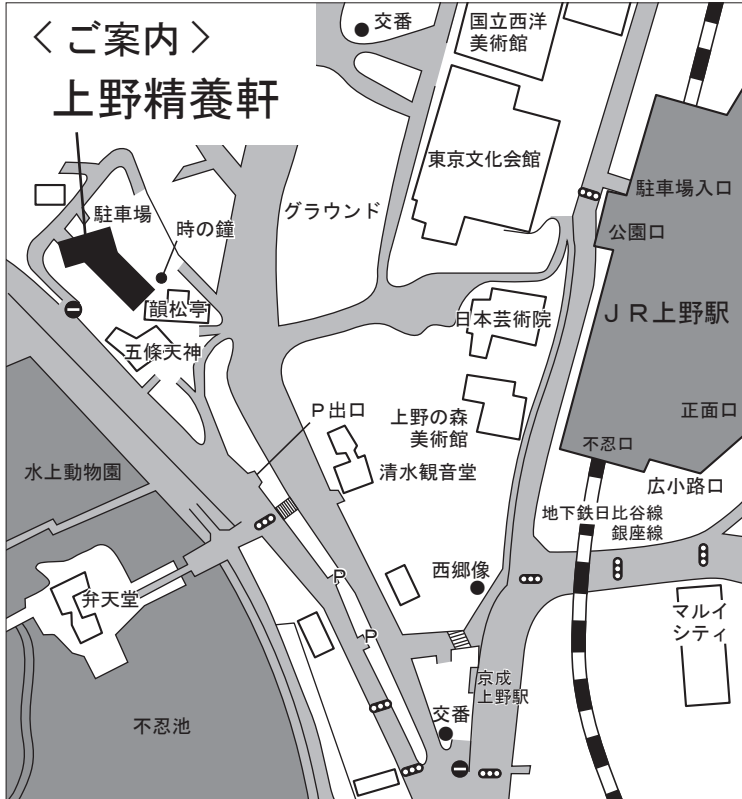 〈 ご案内 〉
上野精養軒
交番
国立西洋
美術館
東京文化会館
駐車場入口
公園口
グラウンド
駐車場
時の鐘
韻松亭
五條天神
日本芸術院
ＪＲ上野駅
P出口
上野の森
美術館
正面口
不忍口
清水観音堂
水上動物園
広小路口
地下鉄日比谷線
銀座線
西郷像
弁天堂
P
マルイ
シティ
P
京成
上野駅
交番
不忍池